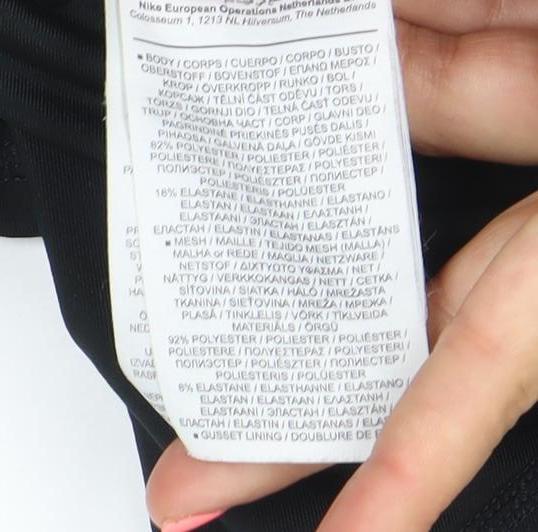 Nike European Operations Netherlands
Colosseum 1, 1213 NL Hilversum, The Netherlands
▪ BODY / CORPS / CUERPO / CORPO / BUSTO /
OBERSTOFF / BOVENSTOF / ΕΠΑΝΩ ΜΕΡΟΣ /
KROP / ÖVERKROPP / RUNKO / BOL /
КОРСАЖ / TĚLNÍ ČÁST ODĚVU / TORS /
TÖRZS / GORNJI DIO / TELNÁ ČASŤ ODEVU /
TRUP / ОСНОВНА ЧАСТ / CORP / GLAVNI DEO /
PAGRINDINĖ PRIEKINĖS PUSĖS DALIS /
PIHAOSA / GALVENĀ DAĻA / GÖVDE KISMI
82% POLYESTER / POLIESTER / POLIÉSTER /
POLIESTERE / ΠΟΛΥΕΣΤΕΡΑΣ / POLYESTERI /
ПОЛИЭСТЕР / POLIÉSZTER / ПОЛИЕСТЕР /
POLIESTERIS / POLÜESTER
18% ELASTANE / ELASTHANNE / ELASTANO /
ELASTAN / ELASTAAN / ΕΛΑΣΤΑΝΗ /
ELASTAANI / ЭЛАСТАН / ELASZTÁN /
ЕЛАСТАН / ELASTIN / ELASTANAS / ELASTĀNS
▪ MESH / MAILLE / TEJIDO MESH (MALLA) /
MALHA or REDE / MAGLIA / NETZWARE /
NETSTOF / ΔΙΧΤΥΩΤΟ ΥΦΑΣΜΑ / NET /
NÄTTYG / VERKKOKANGAS / NETT / СЕТКА /
SÍŤOVINA / SIATKA / HÁLÓ / MREŽASTA
TKANINA / SIEŤOVINA / MREŽA / МРЕЖА /
PLASĂ / TINKLELIS / VÕRK / TĪKLVEIDA
MATERIĀLS / ÖRGÜ
92% POLYESTER / POLIESTER / POLIÉSTER /
POLIESTERE / ΠΟΛΥΕΣΤΕΡΑΣ / POLYESTERI /
ПОЛИЭСТЕР / POLIÉSZTER / ПОЛИЕСТЕР /
POLIESTERIS / POLÜESTER
8% ELASTANE / ELASTHANNE / ELASTANO /
ELASTAN / ELASTAAN / ΕΛΑΣΤΑΝΗ /
ELASTAANI / ЭЛАСТАН / ELASZTÁN
ЕЛАСТАН / ELASTIN / ELASTANAS / ELAS
▪ GUSSET LINING / DOUBLURE DE